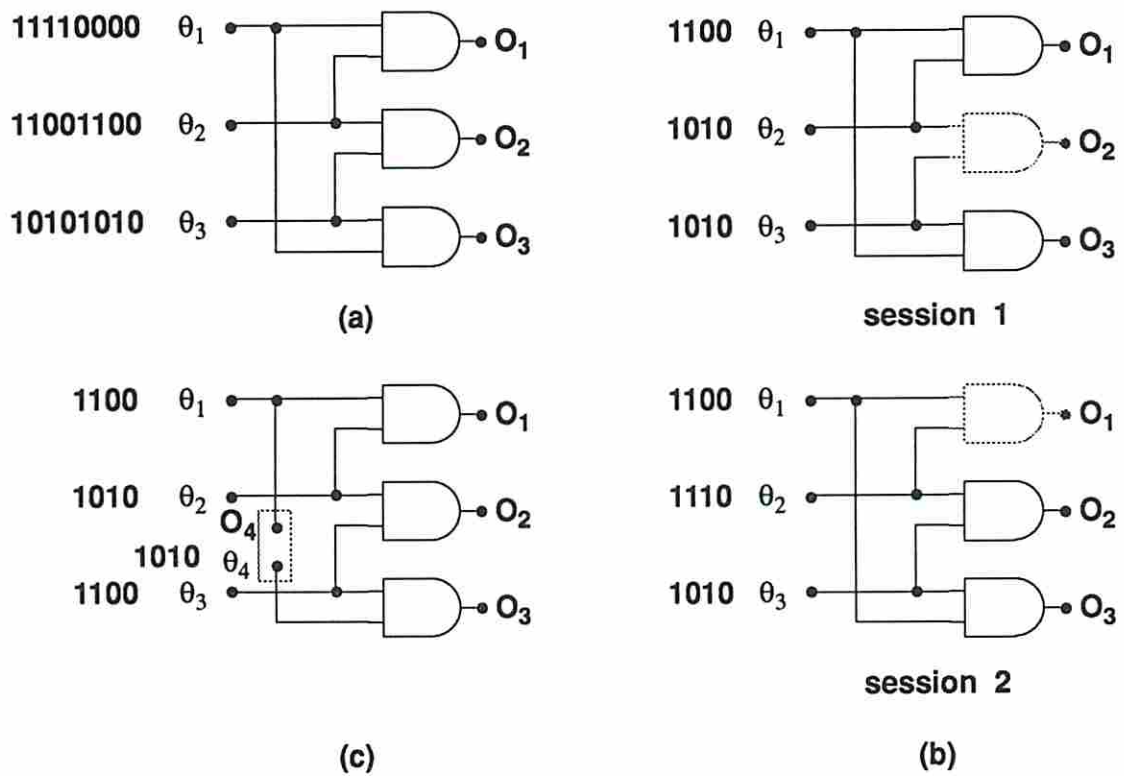 11110000 θ1 O1
11001100 θ2 O2
10101010 θ3 O3
(a)
1100 θ1 O1
1010 θ2 O2
1010 θ3 O3
session 1
1100 θ1 O1
1010 θ2 O2
O4
1010 θ4
1100 θ3 O3
(c)
1100 θ1 O1
1110 θ2 O2
1010 θ3 O3
session 2
(b)